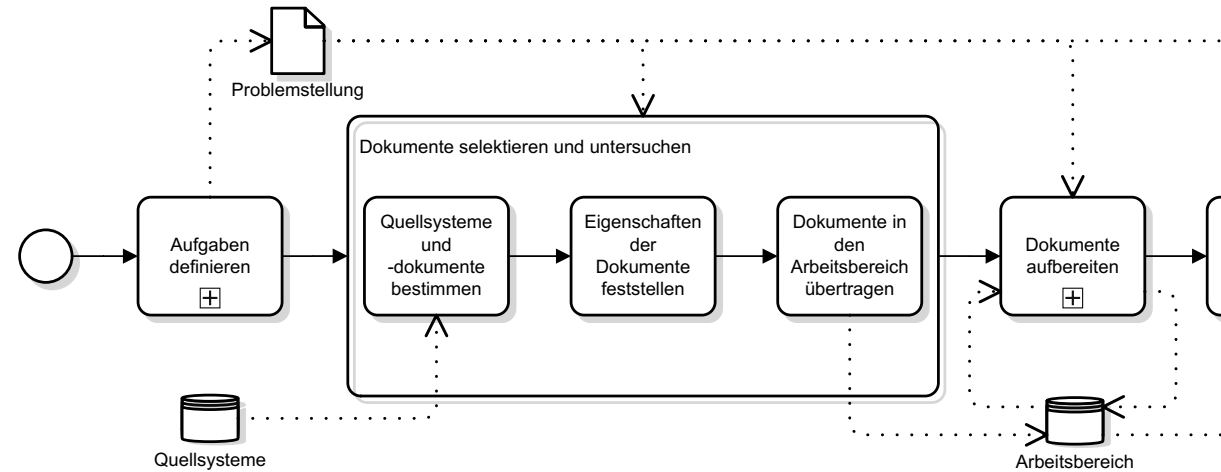 Problemstellung
Dokumente selektieren und untersuchen
Aufgaben
definieren
Quellsysteme
und
-dokumente
bestimmen
Eigenschaften
der
Dokumente
feststellen
Dokumente in
den
Arbeitsbereich
übertragen
Dokumente
aufbereiten
Quellsysteme
Arbeitsbereich